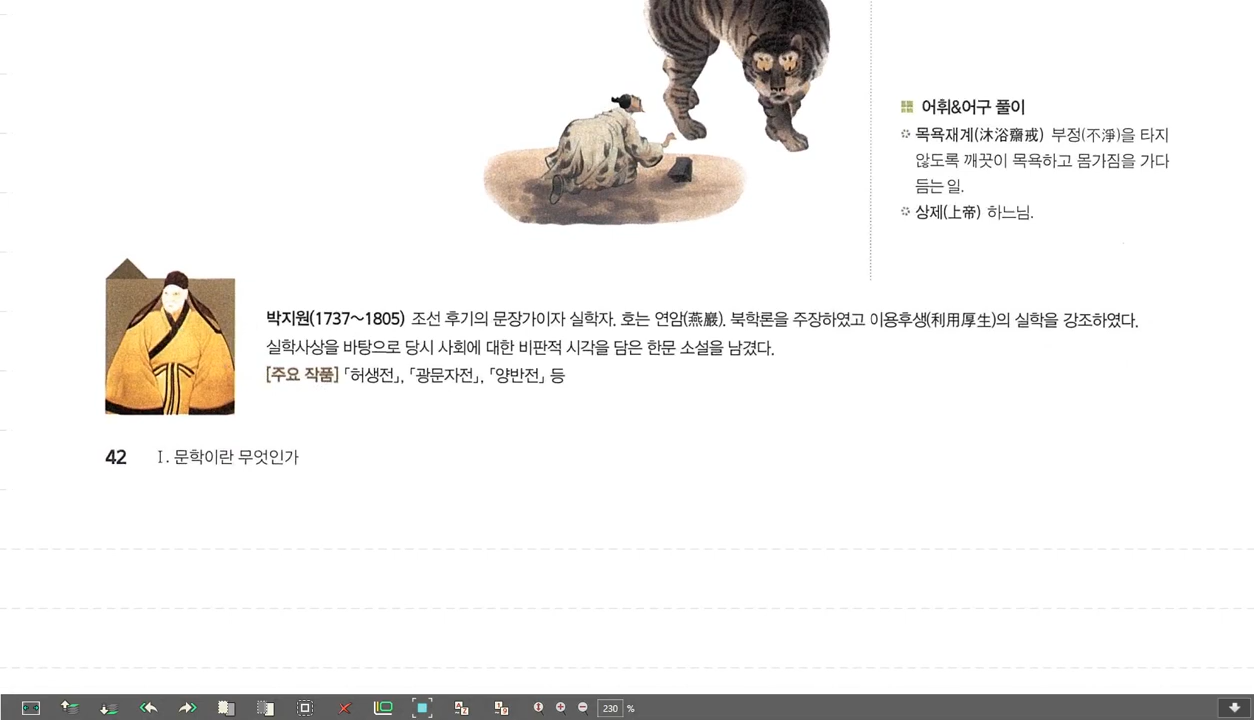 어휘&어구 풀이
목욕재계(沐浴齋戒) 부정(不淨)을 타지
않도록 깨끗이 목욕하고 몸가짐을 가다
듬는 일.
상제(上帝) 하느님.
박지원(1737~1805) 조선 후기의 문장가이자 실학자. 호는 연암(燕巖). 북학론을 주장하였고 이용후생(利用厚生)의 실학을 강조하였다.
실학사상을 바탕으로 당시 사회에 대한 비판적 시각을 담은 한문 소설을 남겼다.
[주요 작품] 「허생전」, 「광문자전」, 「양반전」 등
42 Ⅰ. 문학이란 무엇인가
230 %